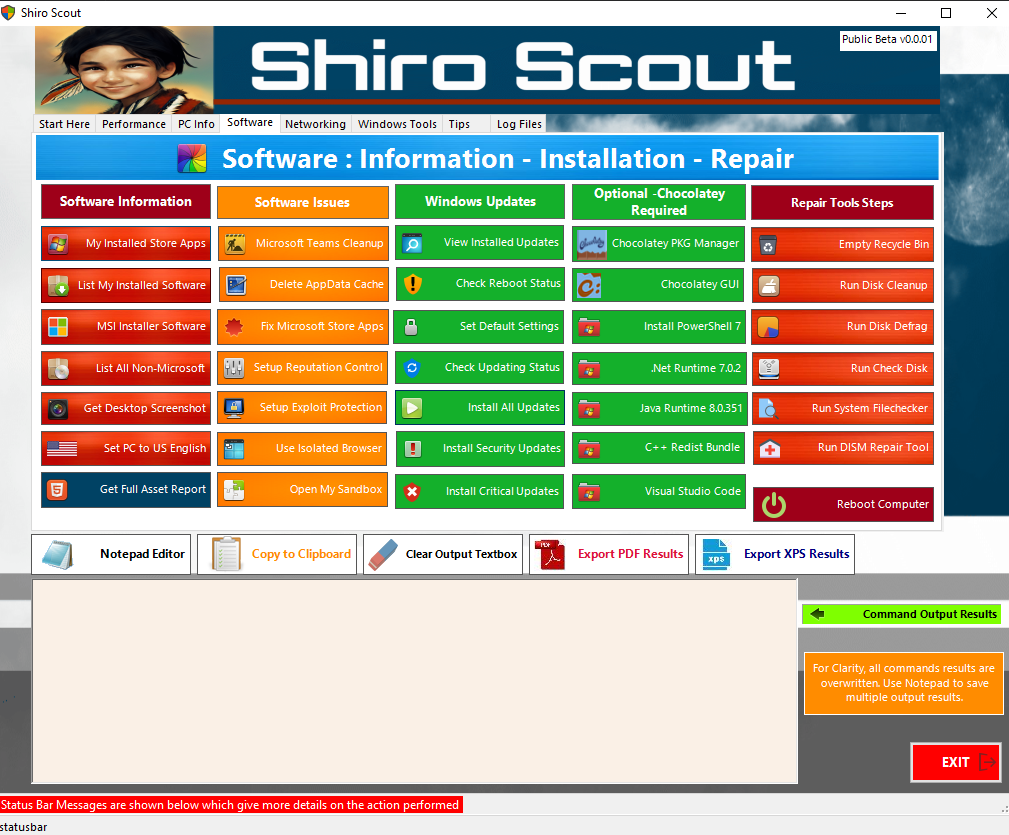 Shiro Scout
Shiro Scout
Public Beta v0.0.01
Start Here
Performance
PC Info
Software
Networking
Windows Tools
Tips
Log Files
Software : Information - Installation - Repair
Software Information
My Installed Store Apps
List My Installed Software
MSI Installer Software
List All Non-Microsoft
Get Desktop Screenshot
Set PC to US English
Get Full Asset Report
Software Issues
Microsoft Teams Cleanup
Delete AppData Cache
Fix Microsoft Store Apps
Setup Reputation Control
Setup Exploit Protection
Use Isolated Browser
Open My Sandbox
Windows Updates
View Installed Updates
Check Reboot Status
Set Default Settings
Check Updating Status
Install All Updates
Install Security Updates
Install Critical Updates
Optional -Chocolatey
Required
Chocolatey PKG Manager
Chocolatey GUI
Install PowerShell 7
.Net Runtime 7.0.2
Java Runtime 8.0.351
C++ Redist Bundle
Visual Studio Code
Repair Tools Steps
Empty Recycle Bin
Run Disk Cleanup
Run Disk Defrag
Run Check Disk
Run System Filechecker
Run DISM Repair Tool
Reboot Computer
Notepad Editor
Copy to Clipboard
Clear Output Textbox
PDF
Export PDF Results
xps
Export XPS Results
Command Output Results
For Clarity, all commands results are
overwritten. Use Notepad to save
multiple output results.
EXIT
Status Bar Messages are shown below which give more details on the action performed
statusbar